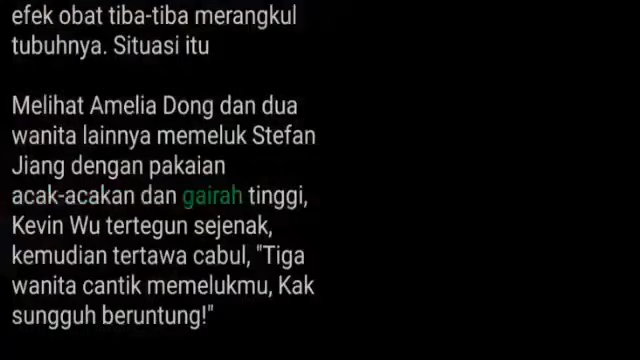 efek obat tiba-tiba merangkul
tubuhnya. Situasi itu
Melihat Amelia Dong dan dua
wanita lainnya memeluk Stefan
Jiang dengan pakaian
acak-acakan dan gairah tinggi,
Kevin Wu tertegun sejenak,
kemudian tertawa cabul, "Tiga
wanita cantik memelukmu, Kak
sungguh beruntung!"